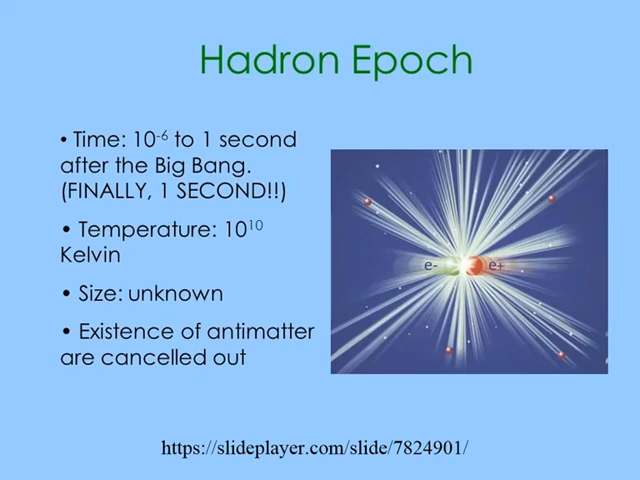 Hadron Epoch
• Time: 10⁻⁶ to 1 second
after the Big Bang.
(FINALLY, 1 SECOND!!)
• Temperature: 10¹⁰
Kelvin
• Size: unknown
• Existence of antimatter
are cancelled out
e- e+
https://slideplayer.com/slide/7824901/